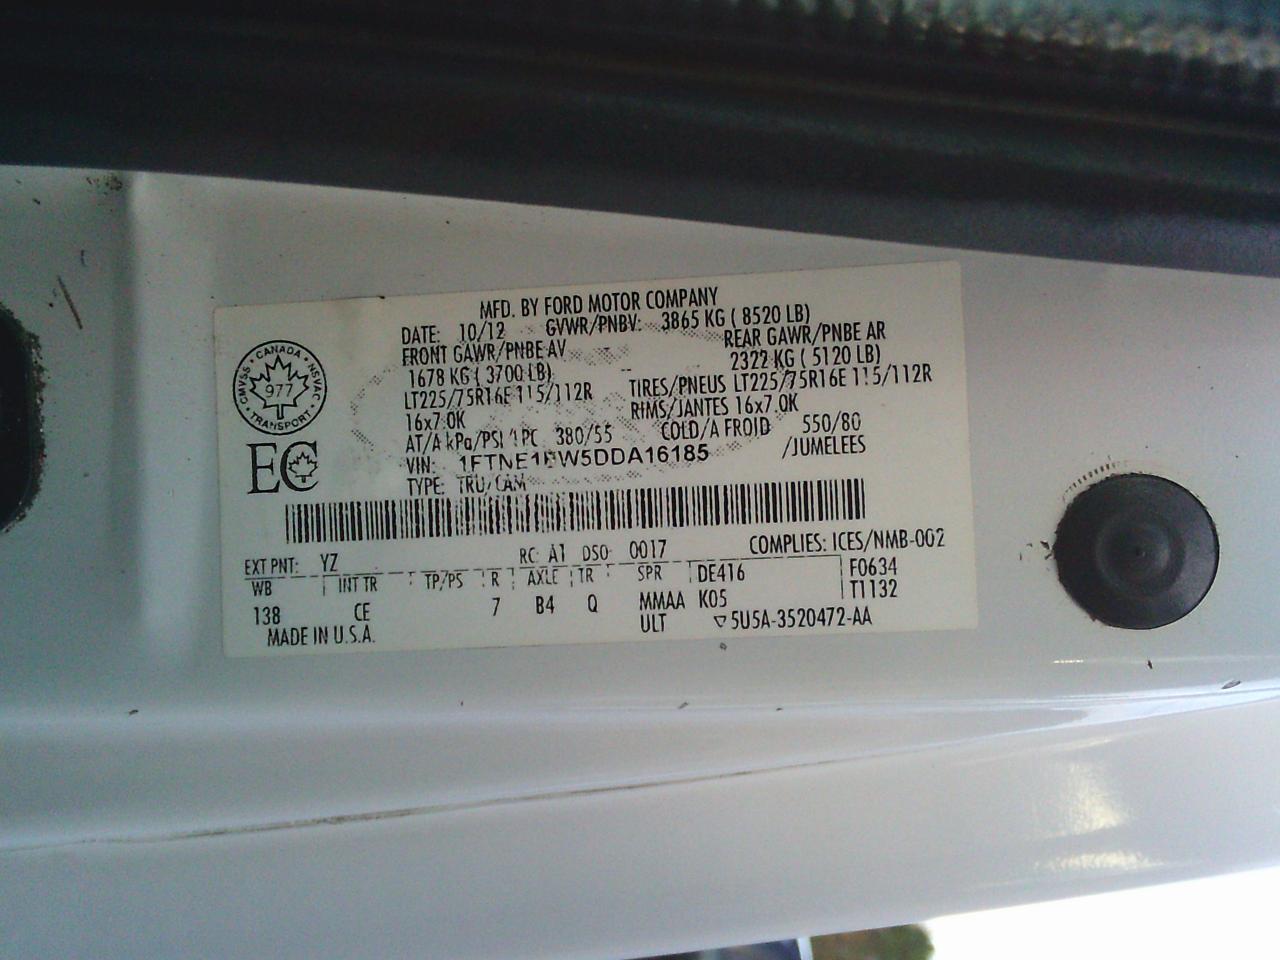 MFD. BY FORD MOTOR COMPANY
DATE: 10/12 GVWR/PNBV: 3865 KG ( 8520 LB)
FRONT GAWR/PNBE AV REAR GAWR/PNBE AR
1678 KG ( 3700 LB) 2322 KG ( 5120 LB)
LT225/75R16E 115/112R TIRES/PNEUS LT225/75R16E 115/112R
16x7.0K RIMS/JANTES 16x7.0K
AT/A kPa/PSI/LPC 380/55 COLD/A FROID 550/80
VIN: /JUMELEES
TYPE: TRU/CAM
CMVSS • CANADA • NSVAC • TRANSPORT •
977
EC
EXT PNT: YZ RC: A1 DSO: 0017 COMPLIES: ICES/NMB-002
WB INT TR TP/PS R AXLE TR SPR DE416 F0634
138 CE 7 B4 Q MMAA K05 T1132
MADE IN U.S.A. ULT ▽5U5A-3520472-AA